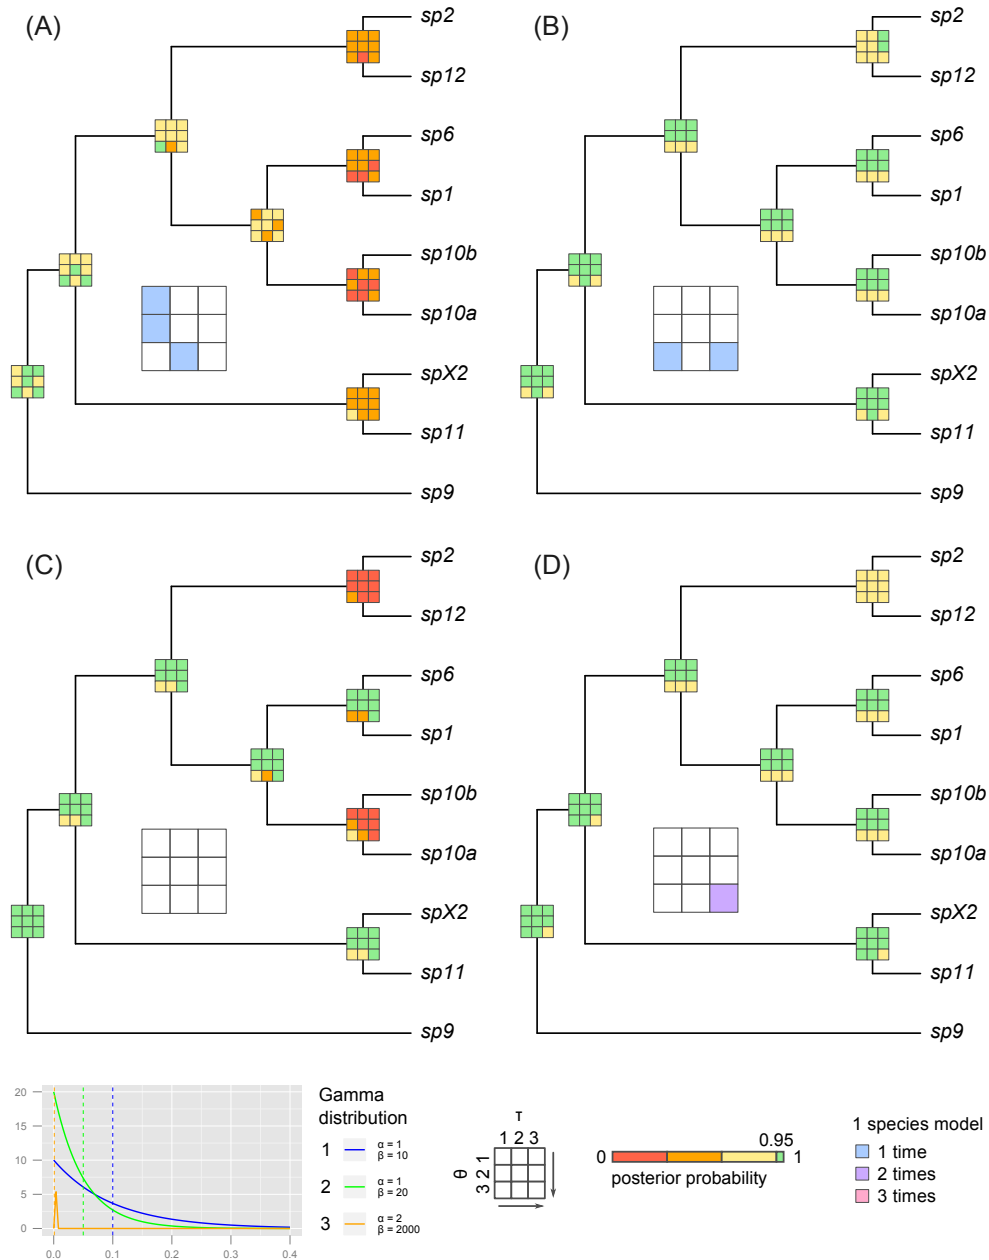 (A)
sp2
sp12
sp6
sp1
sp10b
sp10a
spX2
sp11
sp9
(B)
sp2
sp12
sp6
sp1
sp10b
sp10a
spX2
sp11
sp9
(C)
sp2
sp12
sp6
sp1
sp10b
sp10a
spX2
sp11
sp9
(D)
sp2
sp12
sp6
sp1
sp10b
sp10a
spX2
sp11
sp9
20
15
10
5
0
0.0 0.1 0.2 0.3 0.4
Gamma
distribution
1 α = 1
β = 10
2 α = 1
β = 20
3 α = 2
β = 2000
τ
1 2 3
θ
3 2 1
0.95
0 1
posterior probability
1 species model
1 time
2 times
3 times